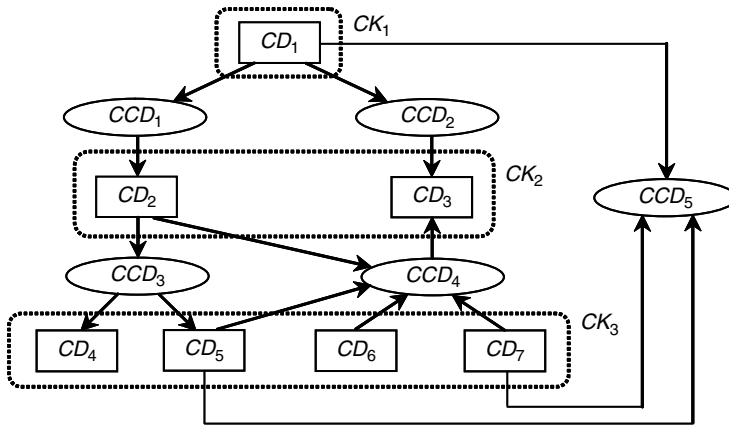 CD₁
CK₁
CCD₁
CCD₂
CD₂
CD₃
CK₂
CCD₅
CCD₃
CCD₄
CK₃
CD₄
CD₅
CD₆
CD₇